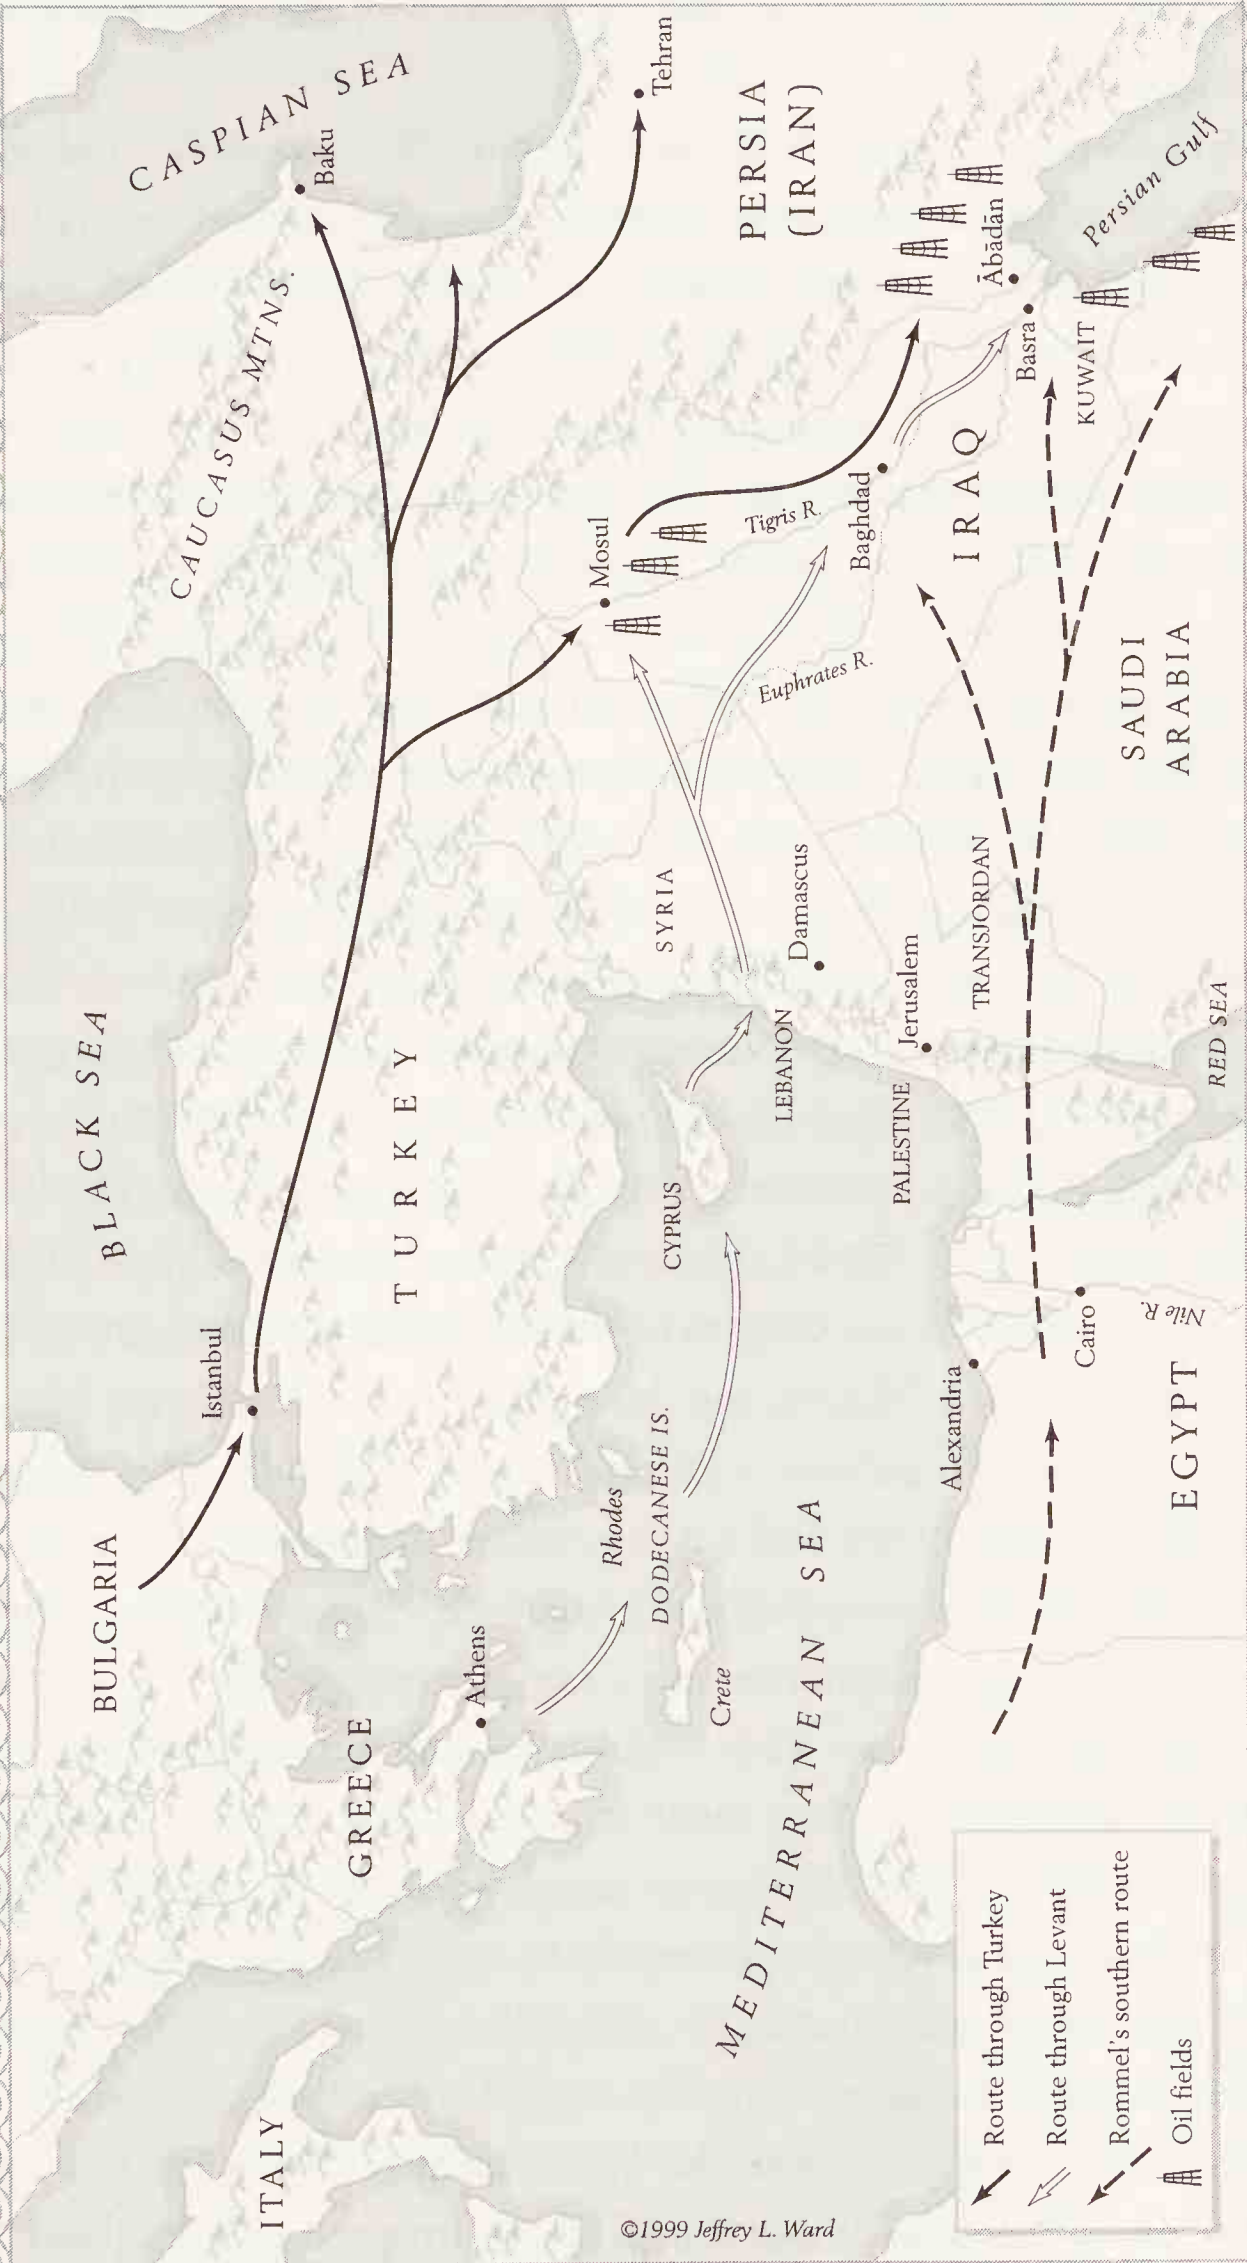 CASPIAN SEA
Baku
Tehran
CAUCASUS MTNS.
PERSIA
(IRAN)
Ābādān
Persian Gulf
Basra
KUWAIT
Mosul
Tigris R.
Baghdad
IRAQ
Euphrates R.
SAUDI
ARABIA
BLACK SEA
TURKEY
SYRIA
Damascus
LEBANON
Jerusalem
TRANSJORDAN
PALESTINE
RED SEA
CYPRUS
Istanbul
Alexandria
Cairo
Nile R.
EGYPT
BULGARIA
Rhodes
DODECANESE IS.
Crete
Athens
GREECE
MEDITERRANEAN SEA
ITALY
Route through Turkey
Route through Levant
Rommel's southern route
Oil fields
©1999 Jeffrey L. Ward